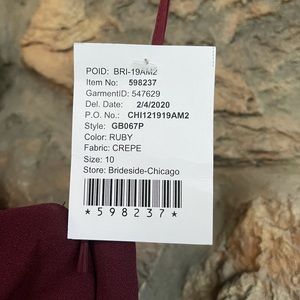 POID: BRI-19AM2
Item No: 598237
GarmentID: 547629
Del. Date: 2/4/2020
P.O. No.: CHI121919AM2
Style: GB067P
Color: RUBY
Fabric: CREPE
Size: 10
Store: Brideside-Chicago
*598237*